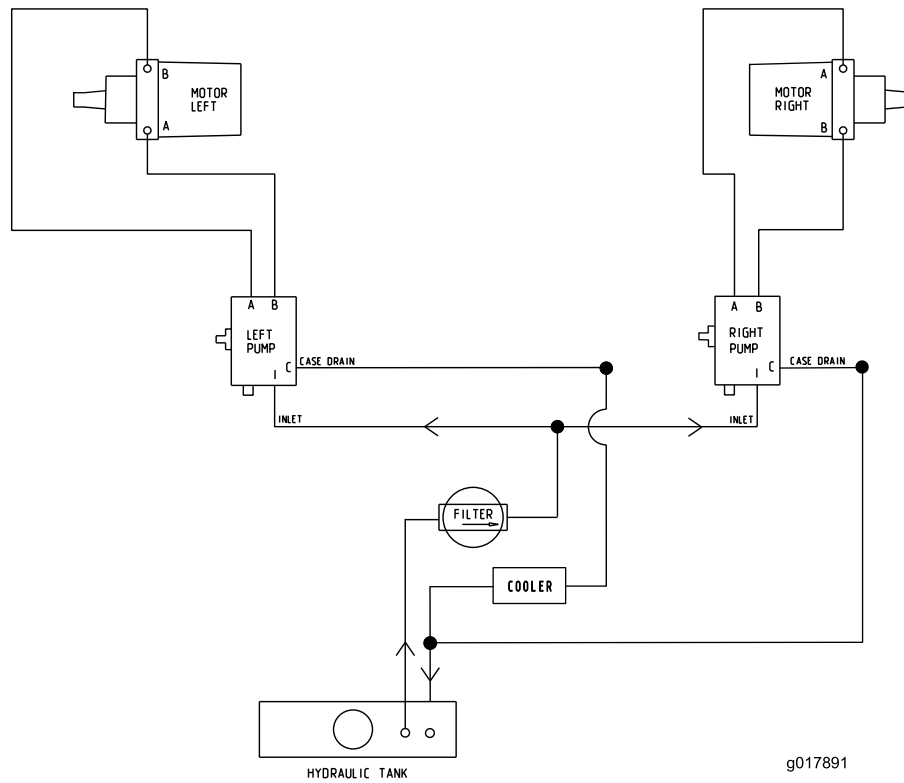 B
MOTOR
LEFT
A
A
MOTOR
RIGHT
B
A B
LEFT
PUMP
C
I
CASE DRAIN
INLET
A B
RIGHT
PUMP
C
I
CASE DRAIN
INLET
FILTER
COOLER
HYDRAULIC TANK
g017891